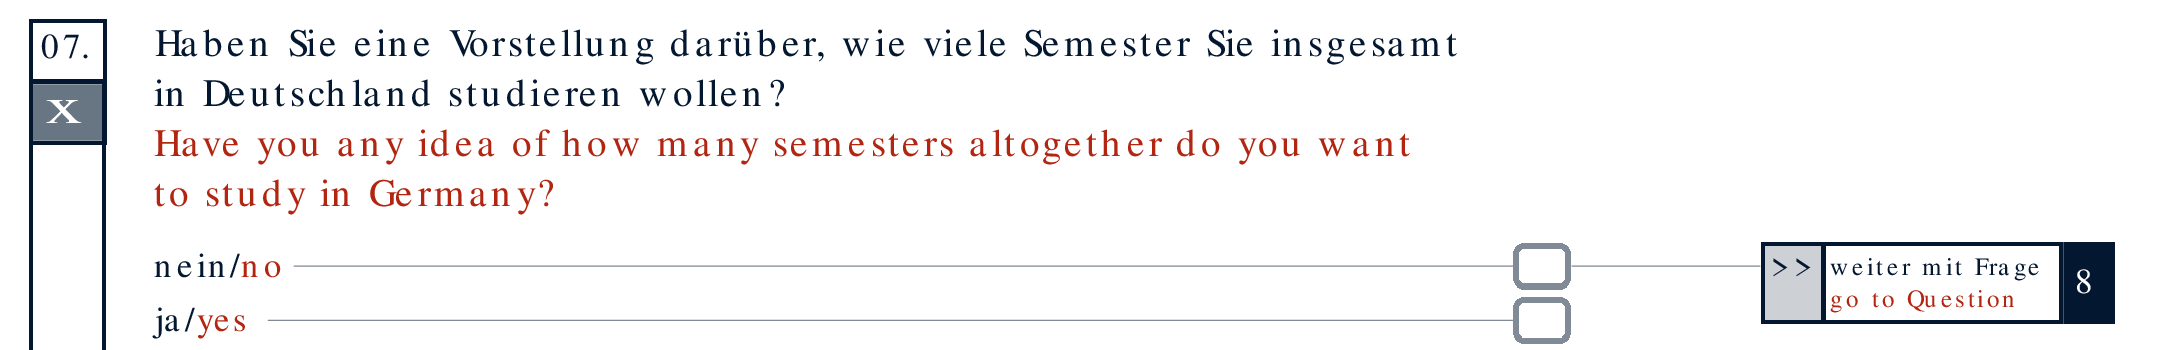 07.
X
Haben Sie eine Vorstellung darüber, wie viele Semester Sie insgesamt
in Deutschland studieren wollen?
Have you any idea of how many semesters altogether do you want
to study in Germany?
nein/no
>> weiter mit Frage
go to Question
8
ja/yes